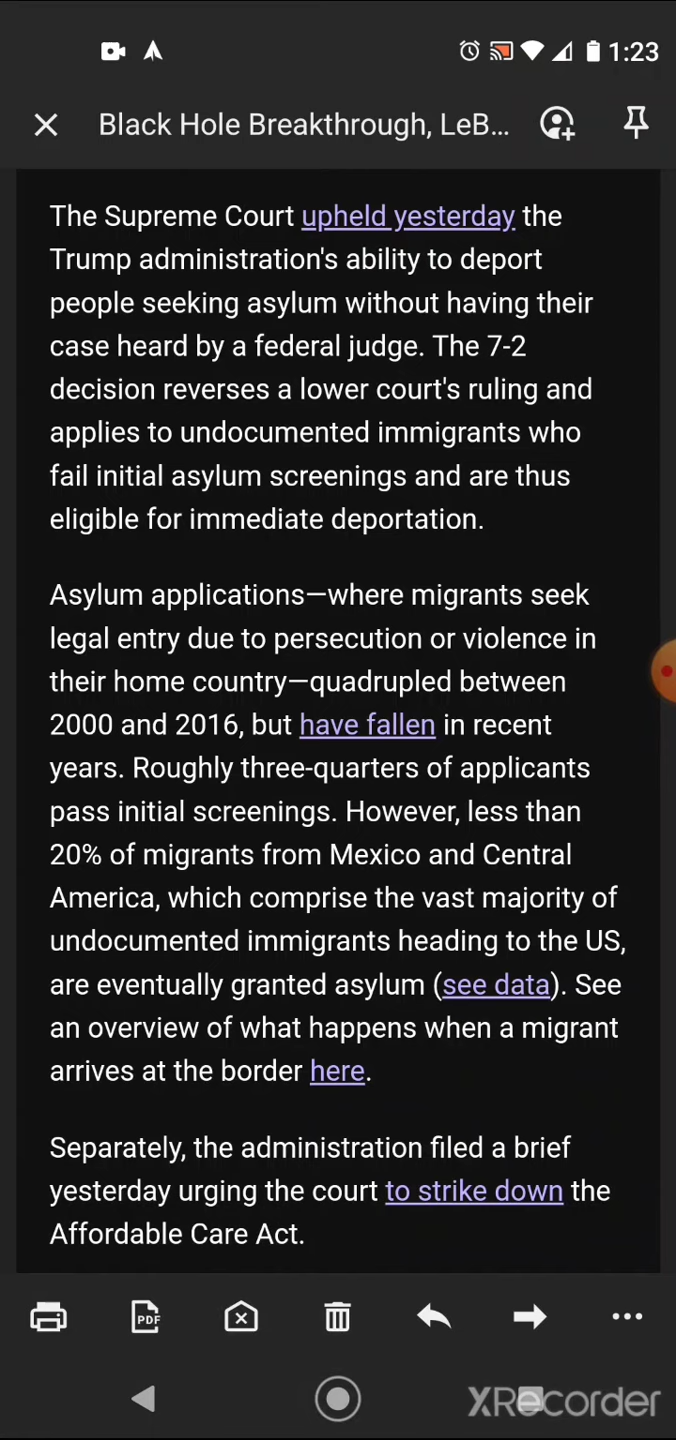 1:23
Black Hole Breakthrough, LeB...
The Supreme Court upheld yesterday the
Trump administration's ability to deport
people seeking asylum without having their
case heard by a federal judge. The 7-2
decision reverses a lower court's ruling and
applies to undocumented immigrants who
fail initial asylum screenings and are thus
eligible for immediate deportation.
Asylum applications—where migrants seek
legal entry due to persecution or violence in
their home country—quadrupled between
2000 and 2016, but have fallen in recent
years. Roughly three-quarters of applicants
pass initial screenings. However, less than
20% of migrants from Mexico and Central
America, which comprise the vast majority of
undocumented immigrants heading to the US,
are eventually granted asylum (see data). See
an overview of what happens when a migrant
arrives at the border here.
Separately, the administration filed a brief
yesterday urging the court to strike down the
Affordable Care Act.
PDF
XRecorder